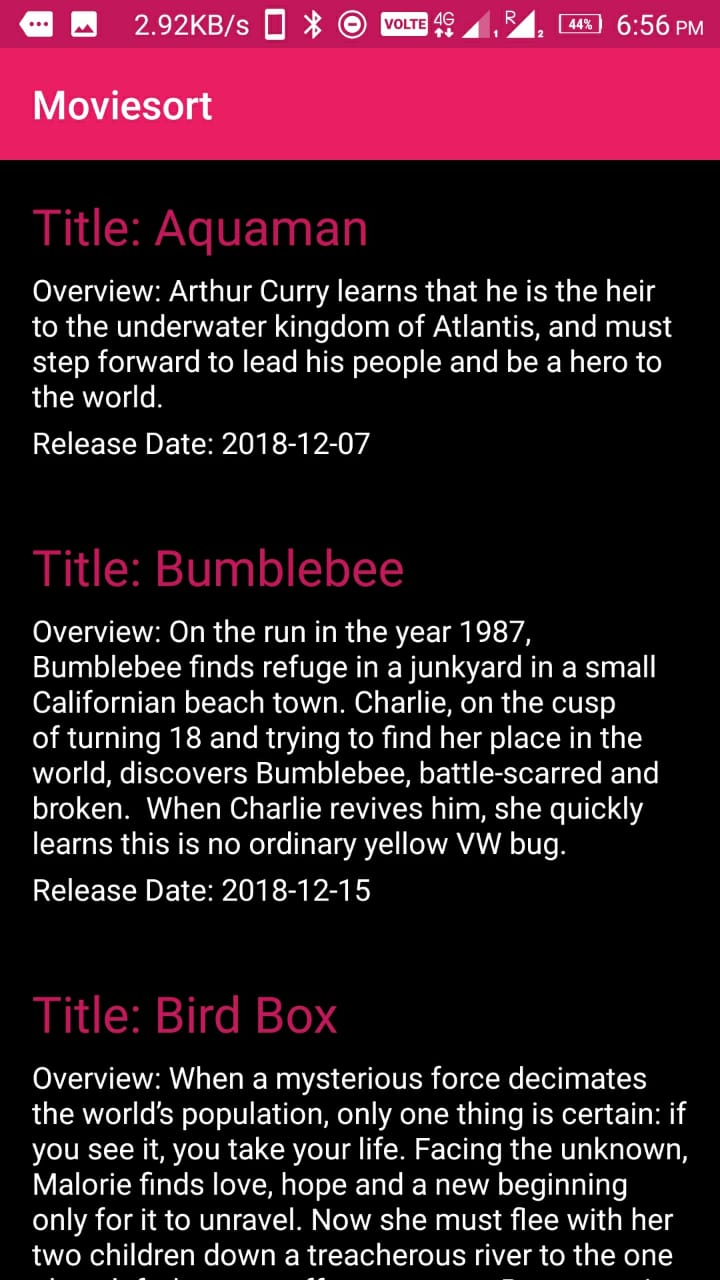 2.92KB/s VOLTE 4G 1 R 2 44% 6:56 PM
Moviesort
Title: Aquaman
Overview: Arthur Curry learns that he is the heir
to the underwater kingdom of Atlantis, and must
step forward to lead his people and be a hero to
the world.
Release Date: 2018-12-07
Title: Bumblebee
Overview: On the run in the year 1987,
Bumblebee finds refuge in a junkyard in a small
Californian beach town. Charlie, on the cusp
of turning 18 and trying to find her place in the
world, discovers Bumblebee, battle-scarred and
broken.  When Charlie revives him, she quickly
learns this is no ordinary yellow VW bug.
Release Date: 2018-12-15
Title: Bird Box
Overview: When a mysterious force decimates
the world’s population, only one thing is certain: if
you see it, you take your life. Facing the unknown,
Malorie finds love, hope and a new beginning
only for it to unravel. Now she must flee with her
two children down a treacherous river to the one